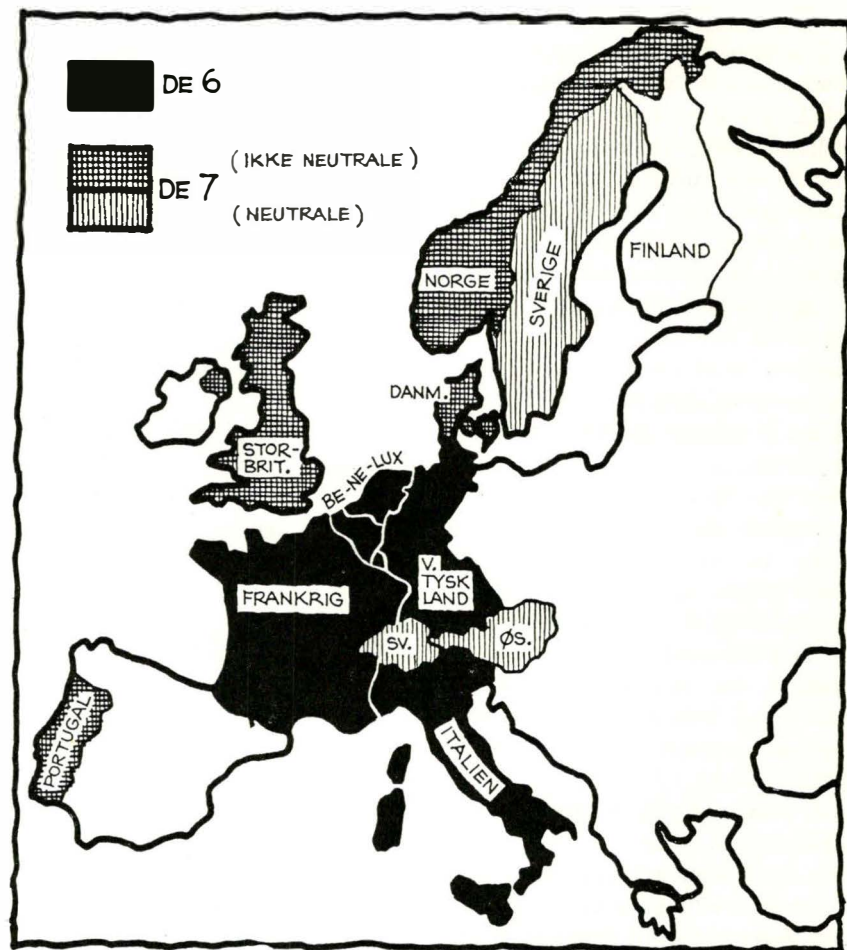 DE 6
(IKKE NEUTRALE)
DE 7
(NEUTRALE)
NORGE
SVERIGE
FINLAND
DANM.
STOR-
BRIT.
BE-NE-LUX
V.
TYSK
LAND
FRANKRIG
SV.
ØS.
PORTUGAL
ITALIEN